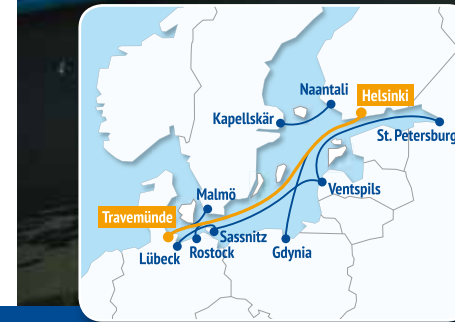 Naantali
Helsinki
Kapellskär
St. Petersburg
Malmö
Ventspils
Travemünde
Sassnitz
Lübeck
Rostock
Gdynia